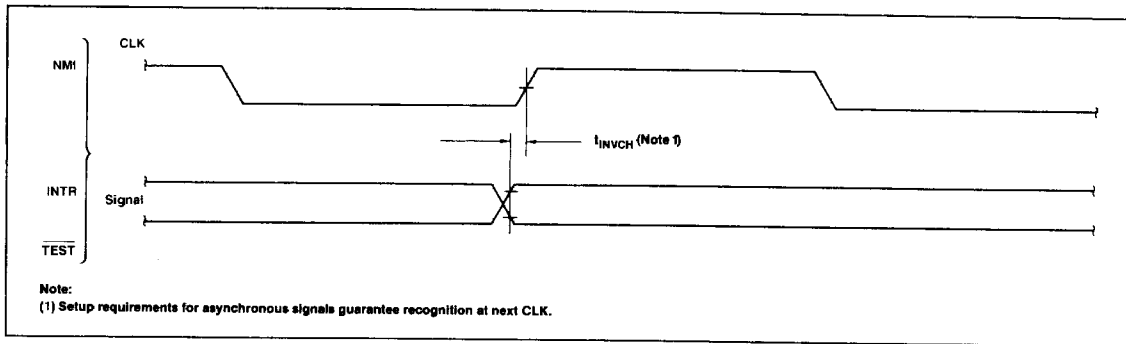 CLK
NMI
tINVCH (Note 1)
INTR
Signal
TEST
Note:
(1) Setup requirements for asynchronous signals guarantee recognition at next CLK.